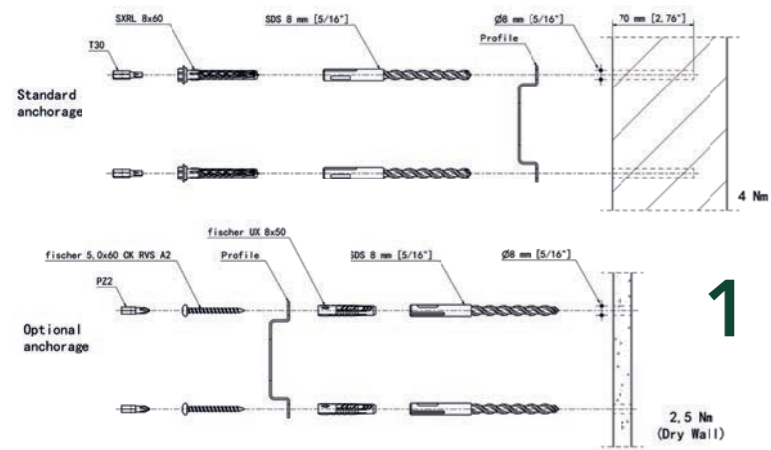 SXRL 8x60
SDS 8 mm [5/16"]
Ø8 mm [5/16"]
70 mm [2,76"]
T30
Profile
Standard
anchorage
4 Nm
fischer UX 8x50
fischer 5,0x60 CK RVS A2
Profile
SDS 8 mm [5/16"]
Ø8 mm [5/16"]
PZ2
1
Optional
anchorage
2,5 Nm
(Dry Wall)